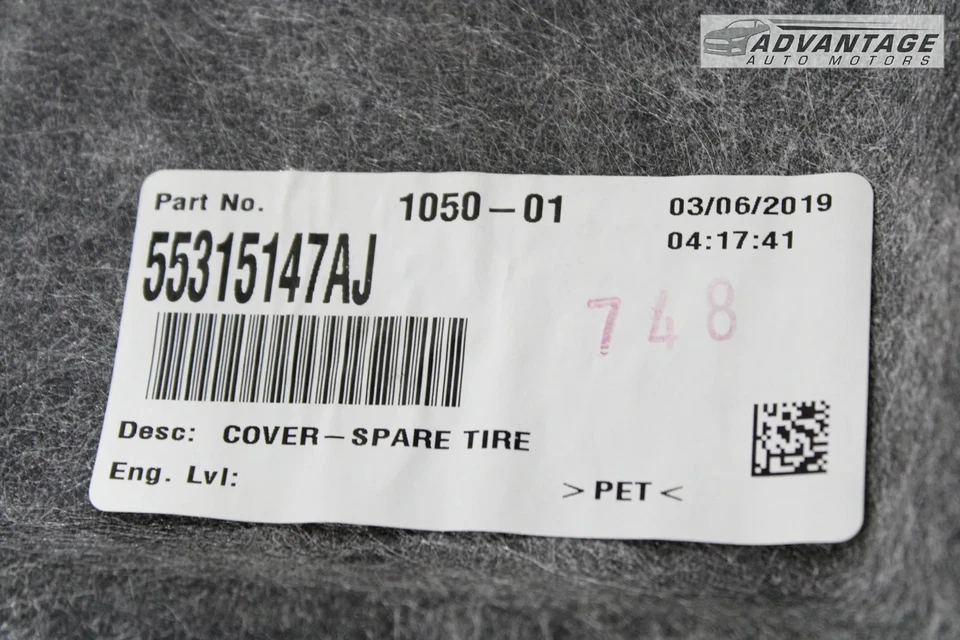 ADVANTAGE
AUTO MOTORS
Part No.
1050-01
03/06/2019
04:17:41
55315147AJ
748
Desc: COVER-SPARE TIRE
Eng. Lvl:
>PET<